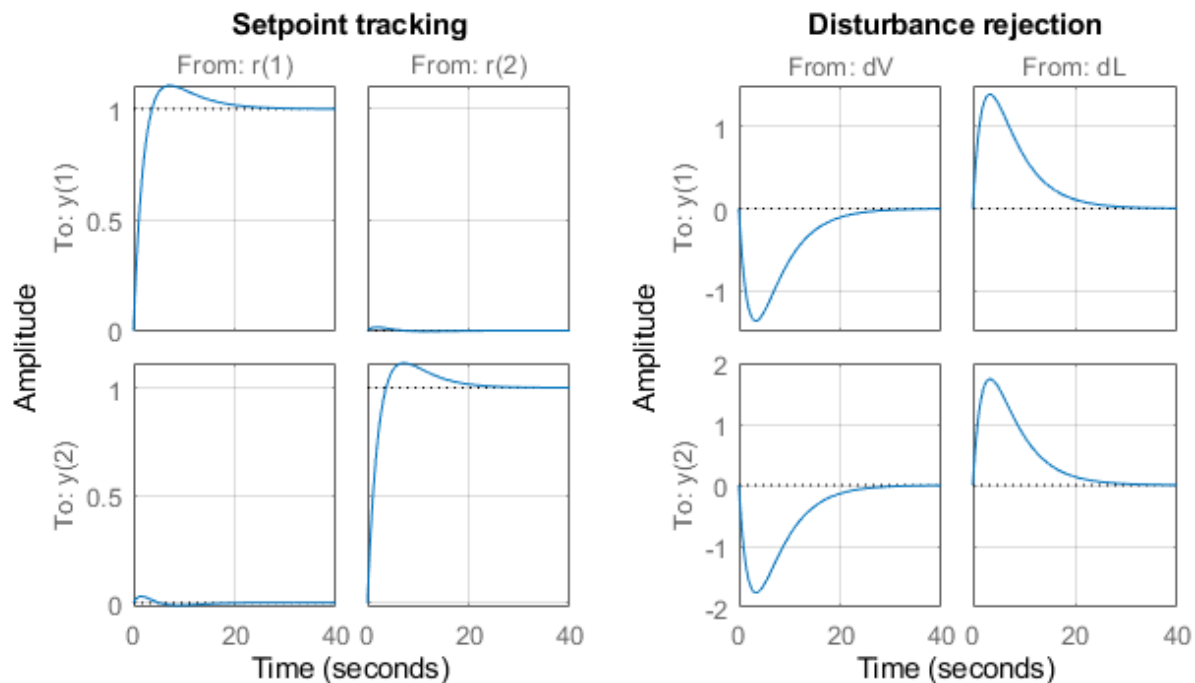 Setpoint tracking
From: r(1)
From: r(2)
To: y(1)
1
0.5
0
To: y(2)
1
0.5
0
Amplitude
0
20
40
0
20
40
Time (seconds)
Disturbance rejection
From: dV
From: dL
To: y(1)
1
0
-1
To: y(2)
2
1
0
-1
-2
Amplitude
0
20
40
0
20
40
Time (seconds)